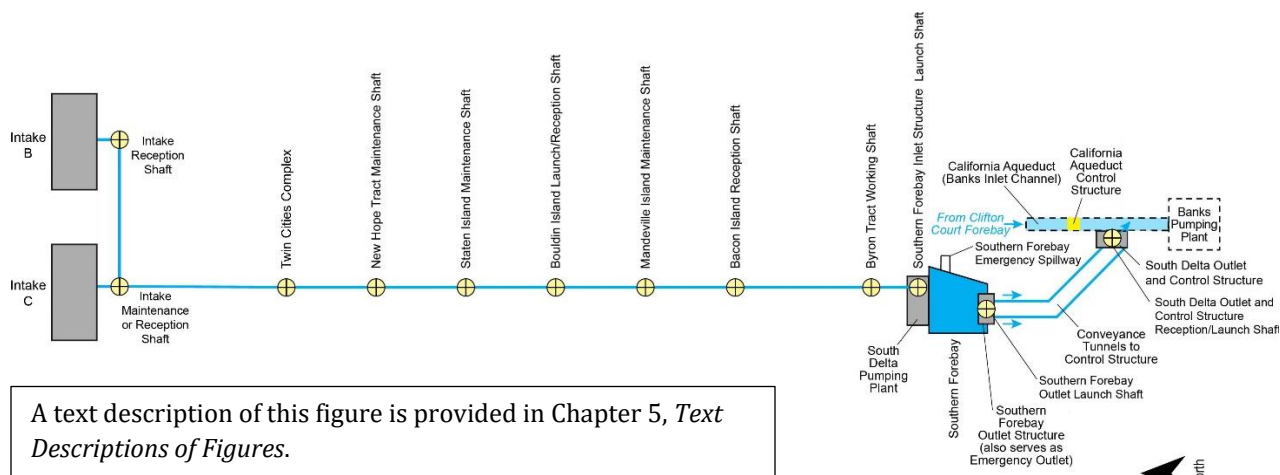 Intake
B
Intake
Reception
Shaft
Intake
C
Intake
Maintenance
or Reception
Shaft
Twin Cities Complex
New Hope Tract Maintenance Shaft
Staten Island Maintenance Shaft
Bouldin Island Launch/Reception Shaft
Mandeville Island Maintenance Shaft
Bacon Island Reception Shaft
Byron Tract Working Shaft
Southern Forebay Inlet Structure Launch Shaft
California Aqueduct
(Banks Inlet Channel)
California
Aqueduct
Control
Structure
From Clifton
Court Forebay
Banks
Pumping
Plant
Southern Forebay
Emergency Spillway
South Delta Outlet
and Control Structure
South Delta Outlet and
Control Structure
Reception/Launch Shaft
Conveyance
Tunnels to
Control Structure
South
Delta
Pumping
Plant
Southern Forebay
Southern Forebay
Outlet Launch Shaft
Southern
Forebay
Outlet Structure
(also serves as
Emergency Outlet)
A text description of this figure is provided in Chapter 5, Text
Descriptions of Figures.